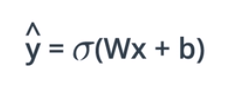 ŷ = σ(Wx + b)